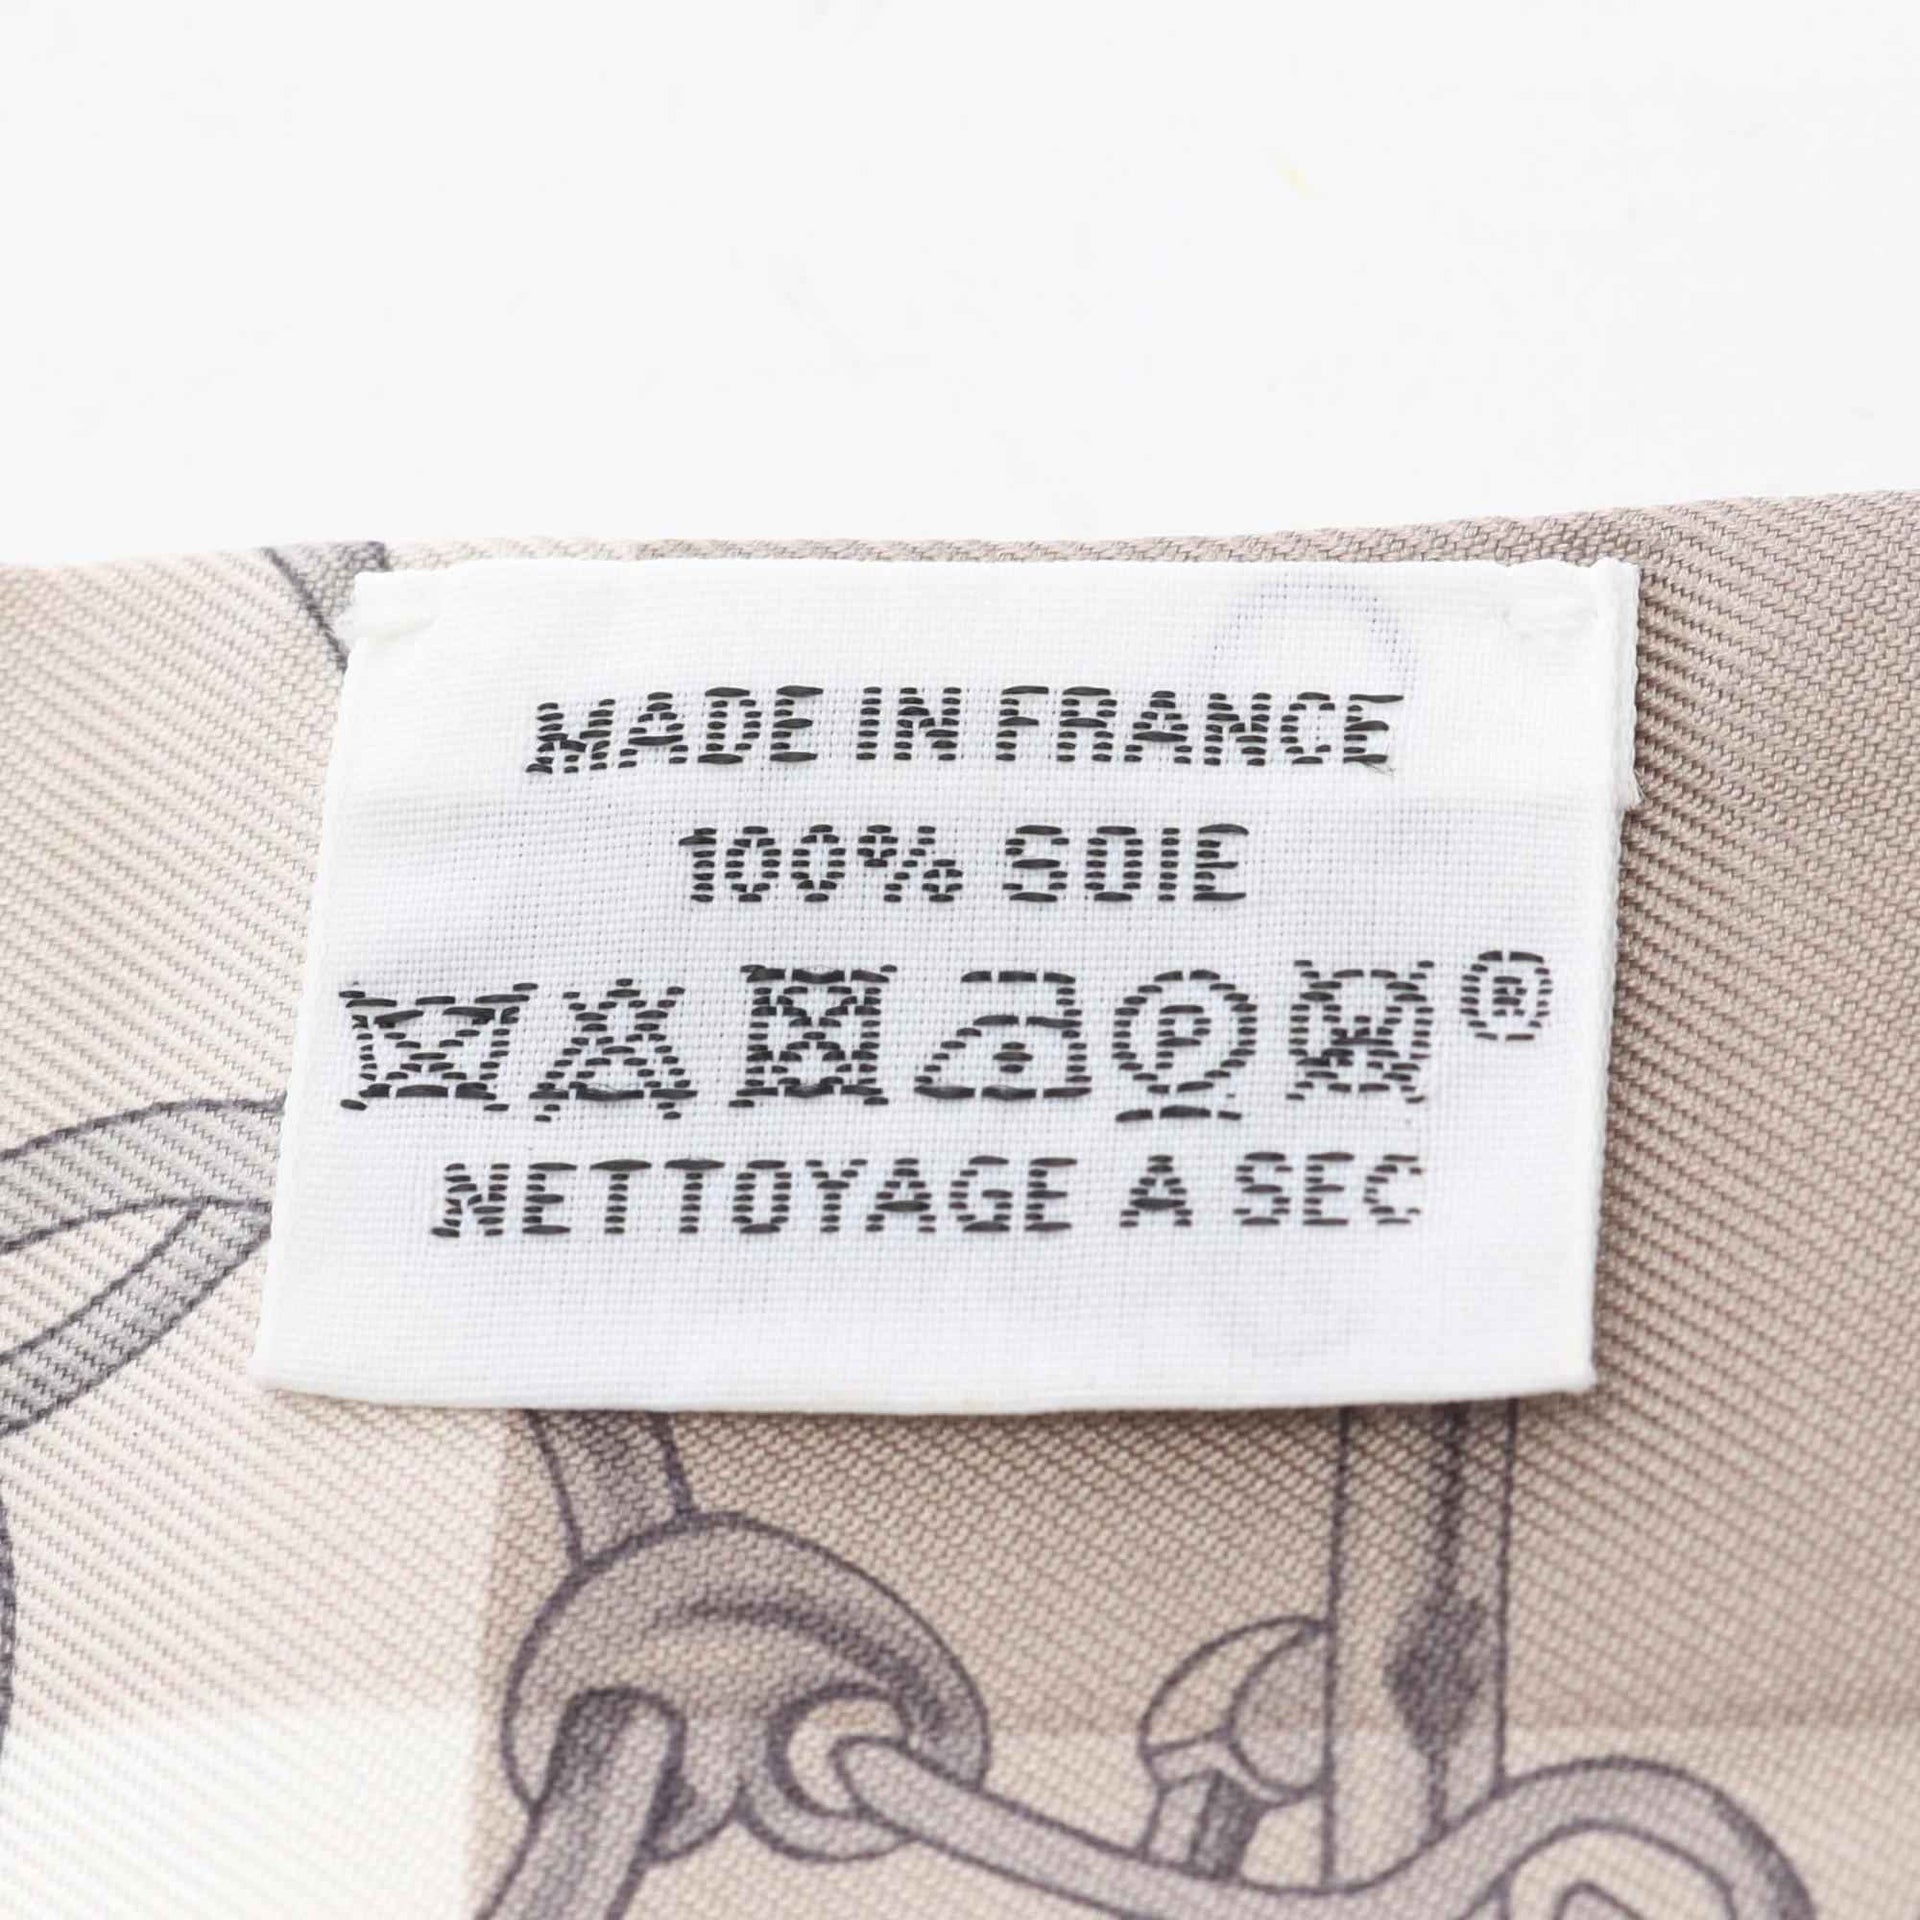 MADE IN FRANCE
100% SOIE
P W ®
NETTOYAGE A SEC